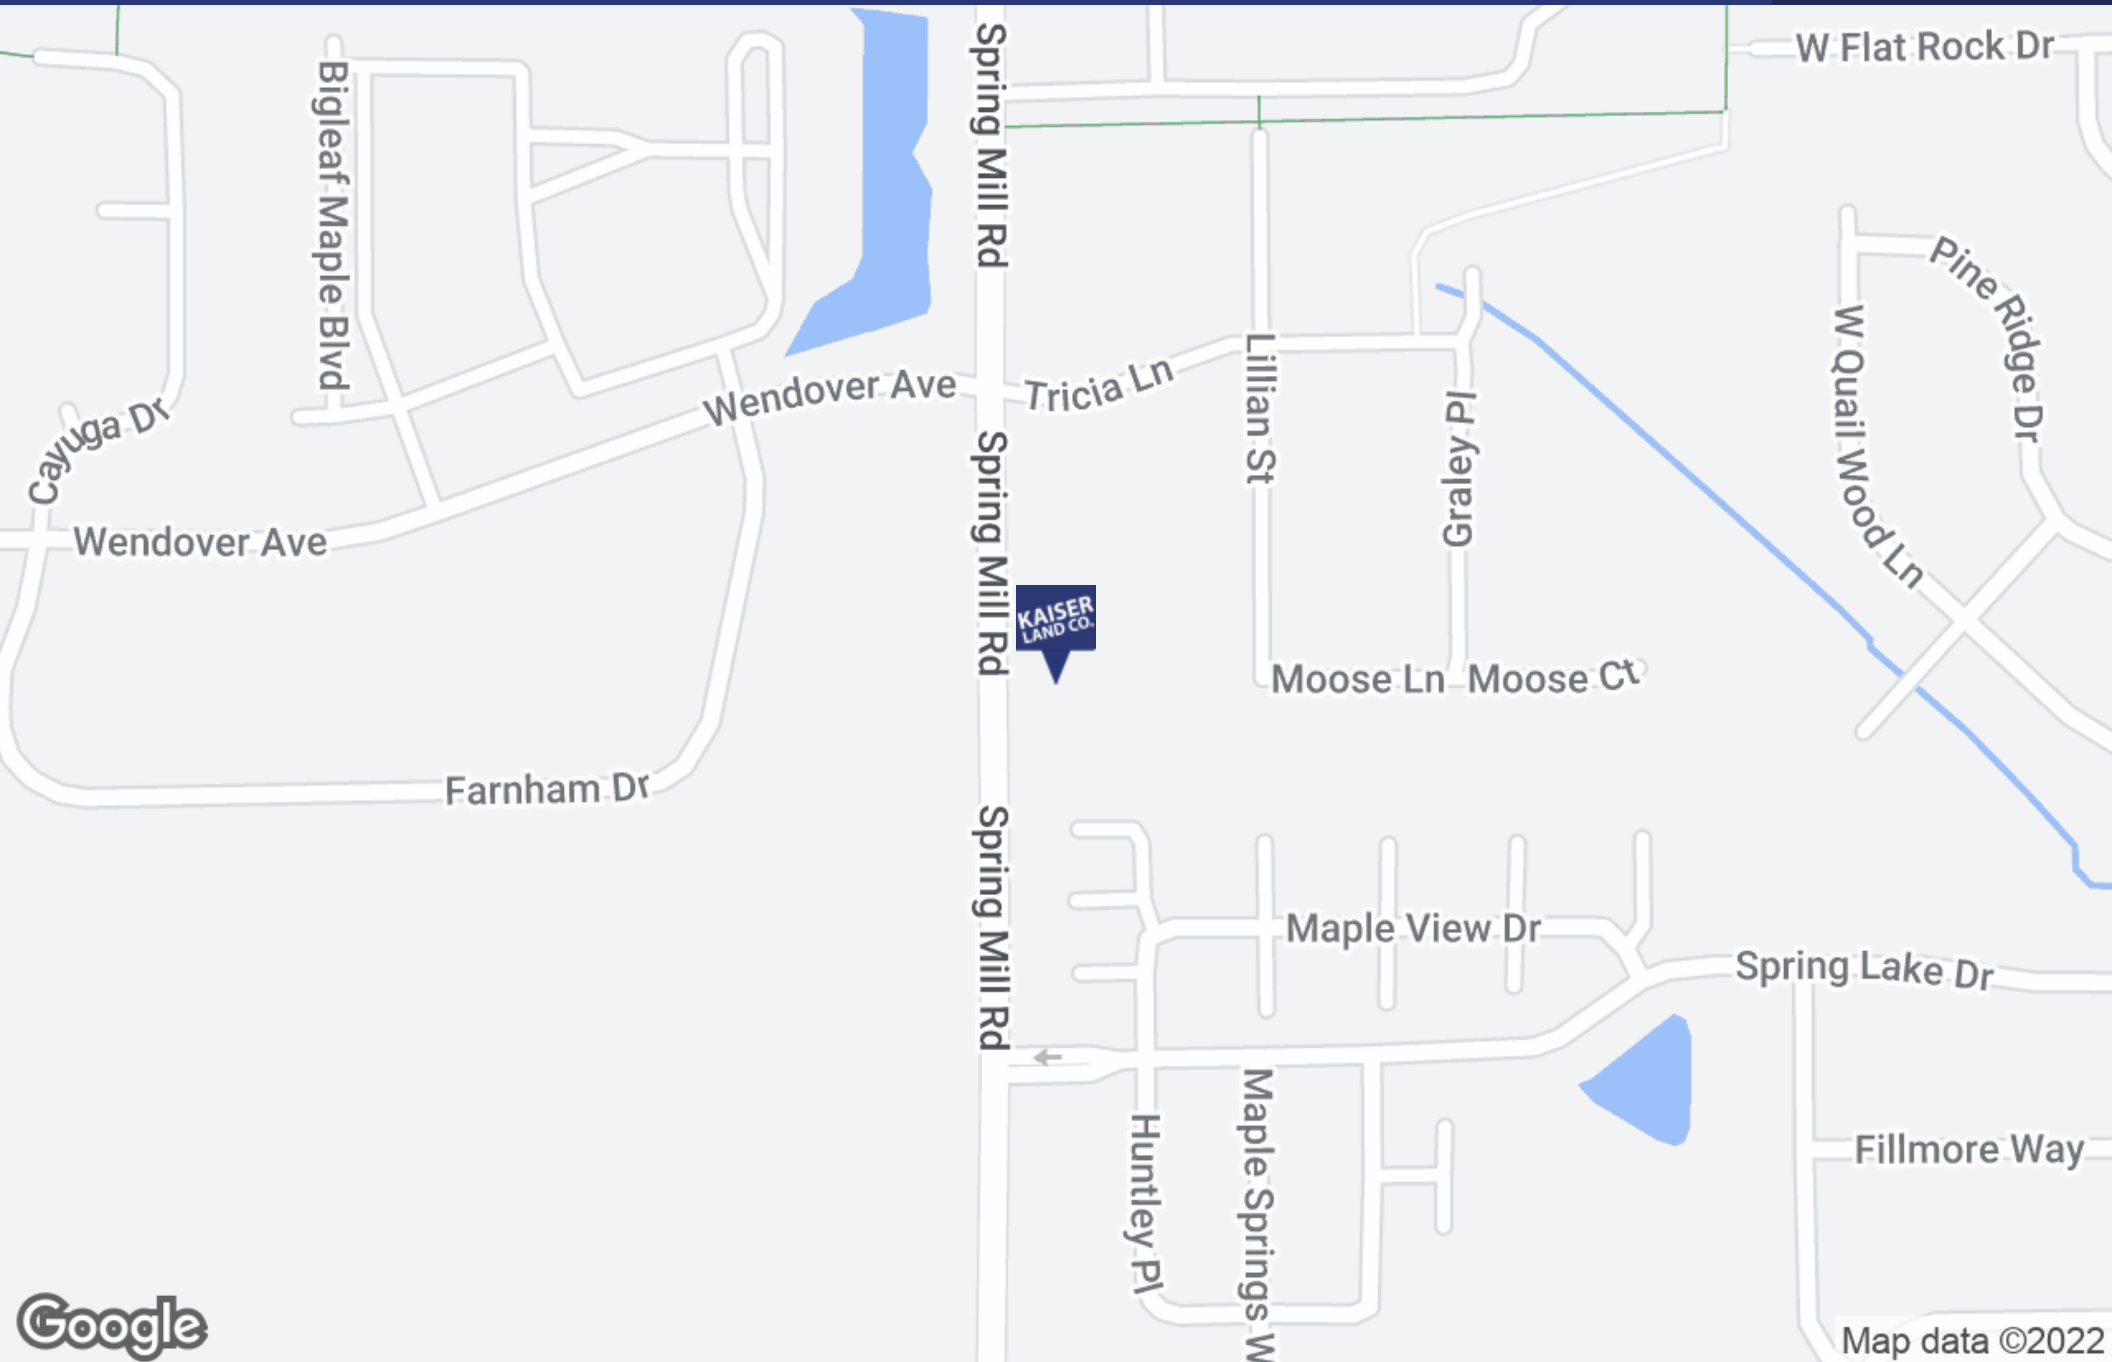 W Flat Rock Dr
Spring Mill Rd
Bigleaf Maple Blvd
Pine Ridge Dr
W Quail Wood Ln
Wendover Ave
Tricia Ln
Lillian St
Graley Pl
Cayuga Dr
Wendover Ave
Spring Mill Rd
KAISER
LAND CO.
Moose Ln
Moose Ct
Farnham Dr
Spring Mill Rd
Maple View Dr
Spring Lake Dr
Huntley Pl
Maple Springs W
Fillmore Way
Google
Map data ©2022